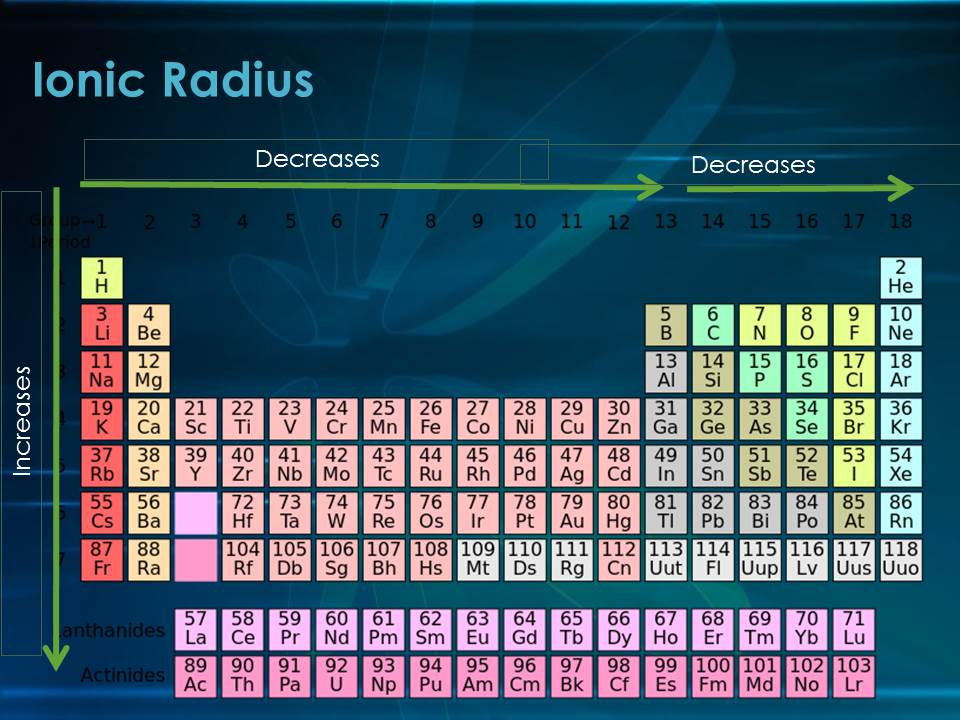 Ionic Radius
Decreases
Decreases
Increases
Group→1 2 3 4 5 6 7 8 9 10 11 12 13 14 15 16 17 18
↓Period
1 2
H He
3 4 5 6 7 8 9 10
Li Be B C N O F Ne
3 11 12 13 14 15 16 17 18
Na Mg Al Si P S Cl Ar
4 19 20 21 22 23 24 25 26 27 28 29 30 31 32 33 34 35 36
K Ca Sc Ti V Cr Mn Fe Co Ni Cu Zn Ga Ge As Se Br Kr
37 38 39 40 41 42 43 44 45 46 47 48 49 50 51 52 53 54
Rb Sr Y Zr Nb Mo Tc Ru Rh Pd Ag Cd In Sn Sb Te I Xe
55 56 72 73 74 75 76 77 78 79 80 81 82 83 84 85 86
Cs Ba Hf Ta W Re Os Ir Pt Au Hg Tl Pb Bi Po At Rn
7 87 88 104 105 106 107 108 109 110 111 112 113 114 115 116 117 118
Fr Ra Rf Db Sg Bh Hs Mt Ds Rg Cn Uut Fl Uup Lv Uus Uuo
57 58 59 60 61 62 63 64 65 66 67 68 69 70 71
Lanthanides La Ce Pr Nd Pm Sm Eu Gd Tb Dy Ho Er Tm Yb Lu
89 90 91 92 93 94 95 96 97 98 99 100 101 102 103
Actinides Ac Th Pa U Np Pu Am Cm Bk Cf Es Fm Md No Lr